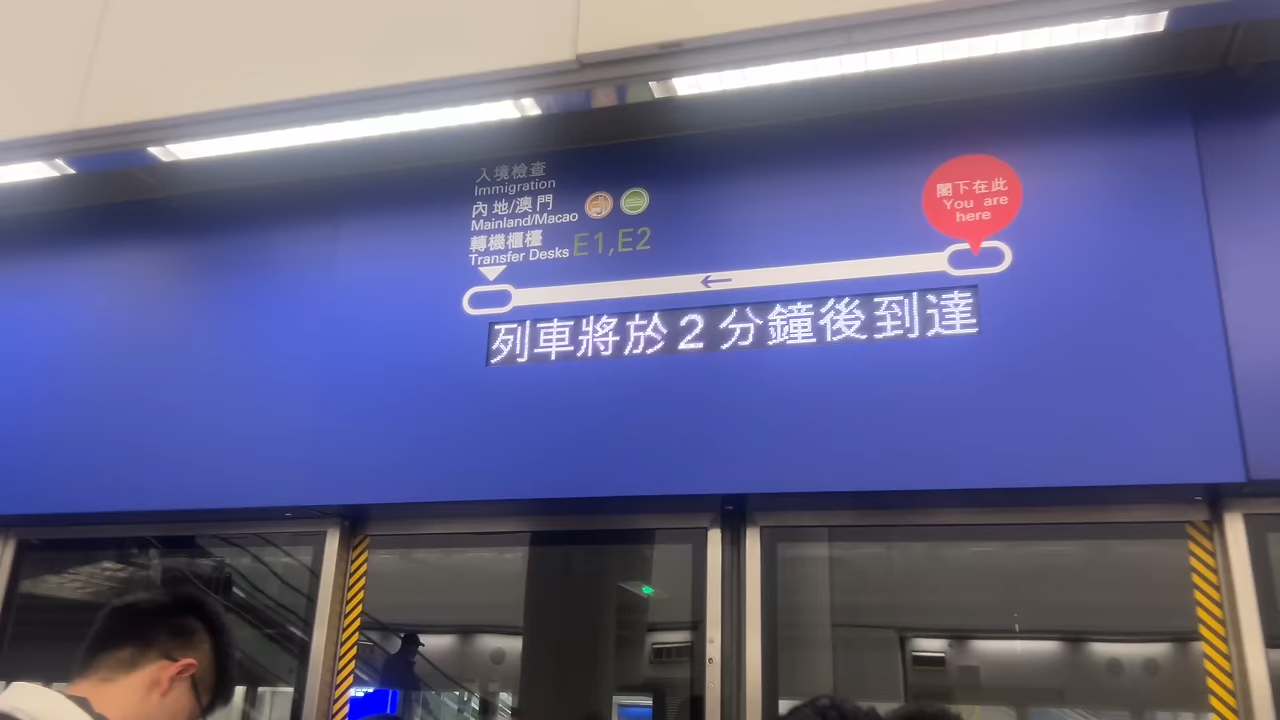 入境檢查
Immigration
內地/澳門
Mainland/Macao
轉機櫃檯
Transfer Desks E1,E2
閣下在此
You are
here
列車將於2分鐘後到達